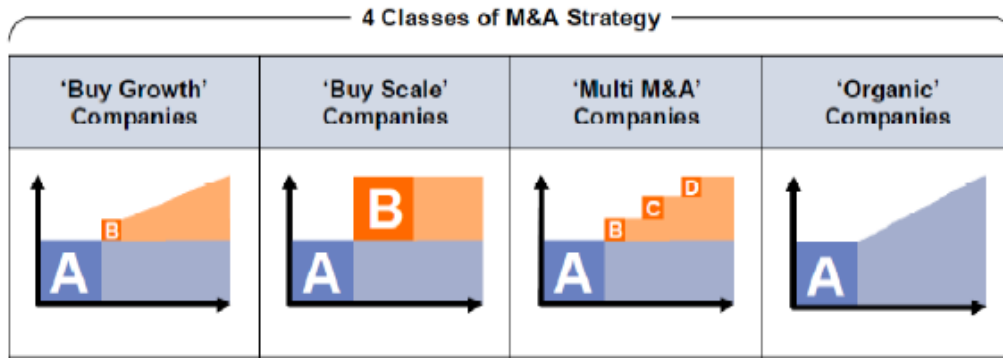 4 Classes of M&A Strategy
'Buy Growth'
Companies
'Buy Scale'
Companies
'Multi M&A'
Companies
'Organic'
Companies
A
B
A
B
A
B
C
D
A